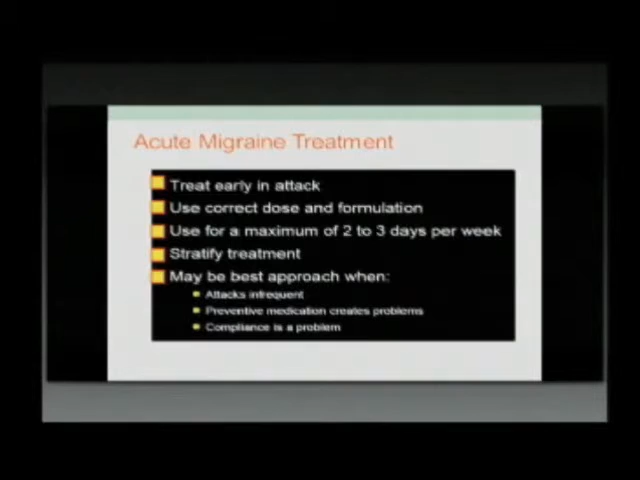 Acute Migraine Treatment
Treat early in attack
Use correct dose and formulation
Use for a maximum of 2 to 3 days per week
Stratify treatment
May be best approach when:
Attacks infrequent
Preventive medication creates problems
Compliance is a problem